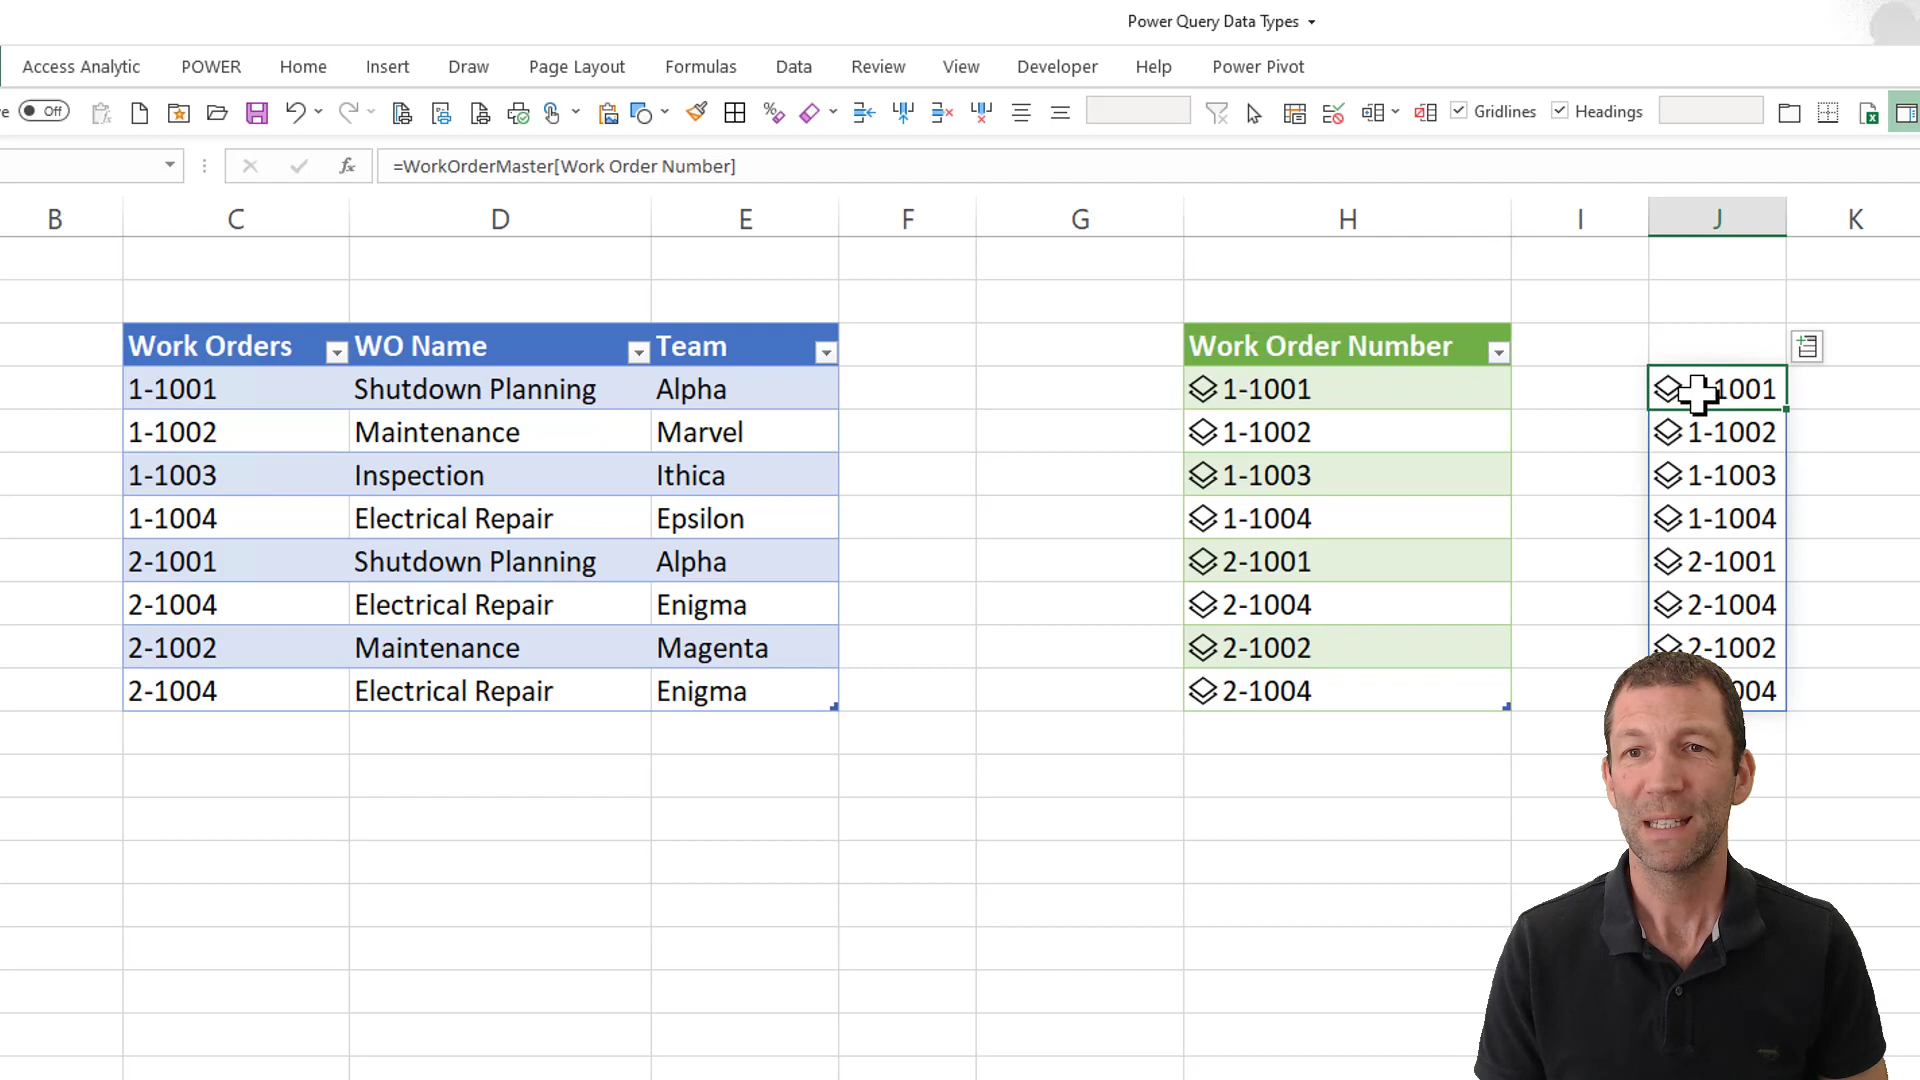 Power Query Data Types
Access Analytic POWER Home Insert Draw Page Layout Formulas Data Review View Developer Help Power Pivot
Off Gridlines Headings
fx =WorkOrderMaster[Work Order Number]
B C D E F G H I J K
Work Orders WO Name Team Work Order Number
1-1001 Shutdown Planning Alpha 1-1001 1001
1-1002 Maintenance Marvel 1-1002 1-1002
1-1003 Inspection Ithica 1-1003 1-1003
1-1004 Electrical Repair Epsilon 1-1004 1-1004
2-1001 Shutdown Planning Alpha 2-1001 2-1001
2-1004 Electrical Repair Enigma 2-1004 2-1004
2-1002 Maintenance Magenta 2-1002 2-1002
2-1004 Electrical Repair Enigma 2-1004 004